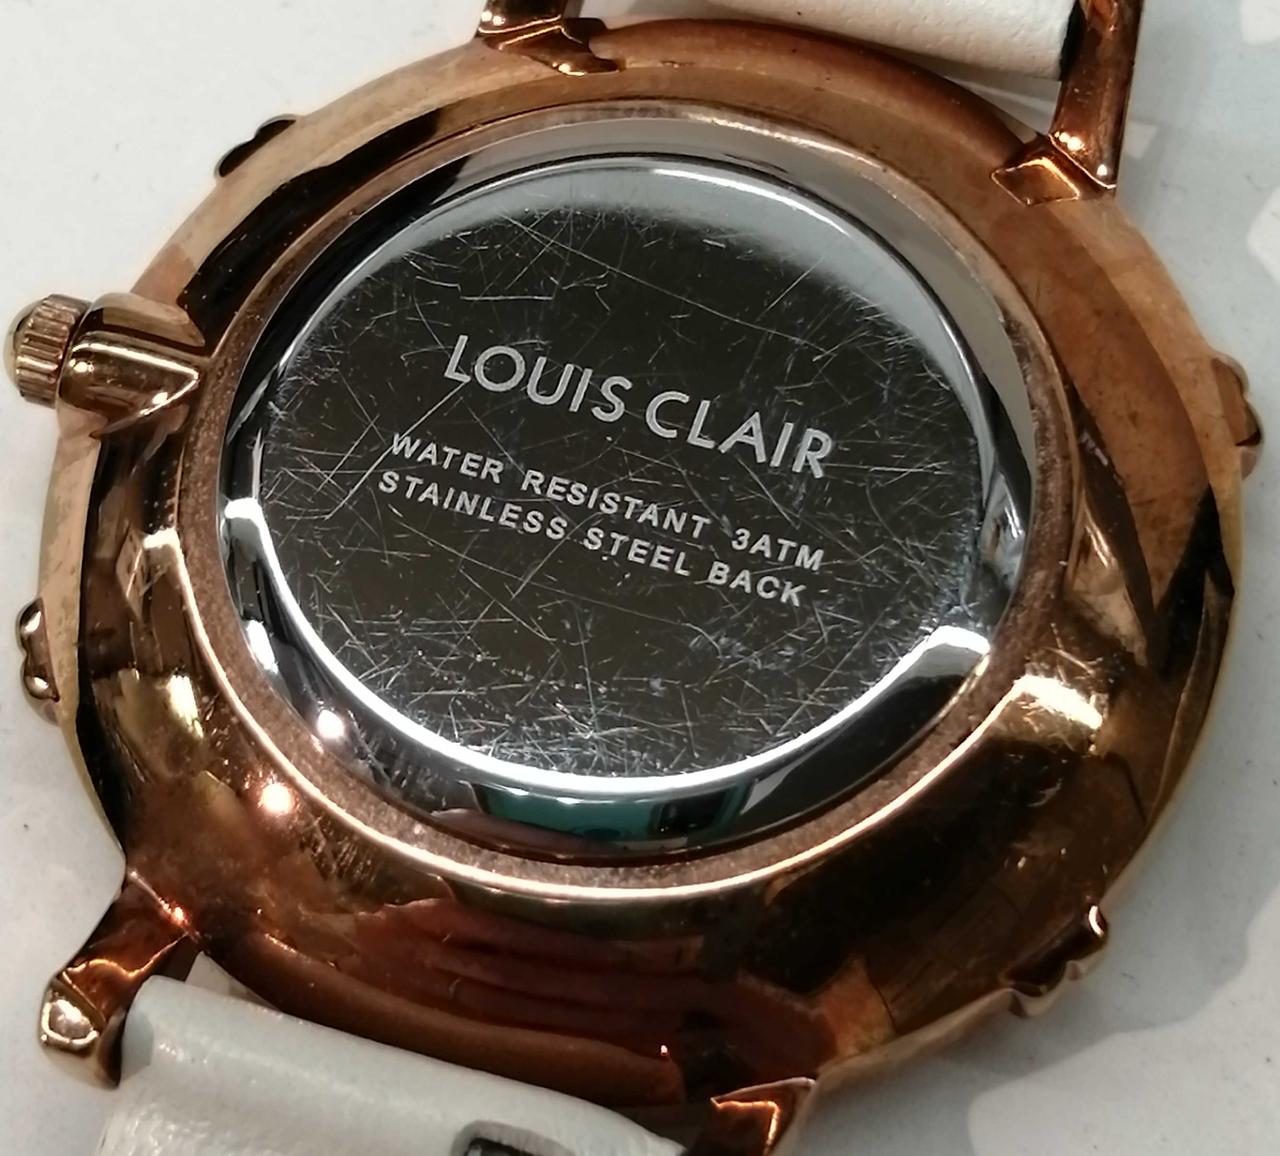 LOUIS CLAIR
WATER RESISTANT 3ATM
STAINLESS STEEL BACK